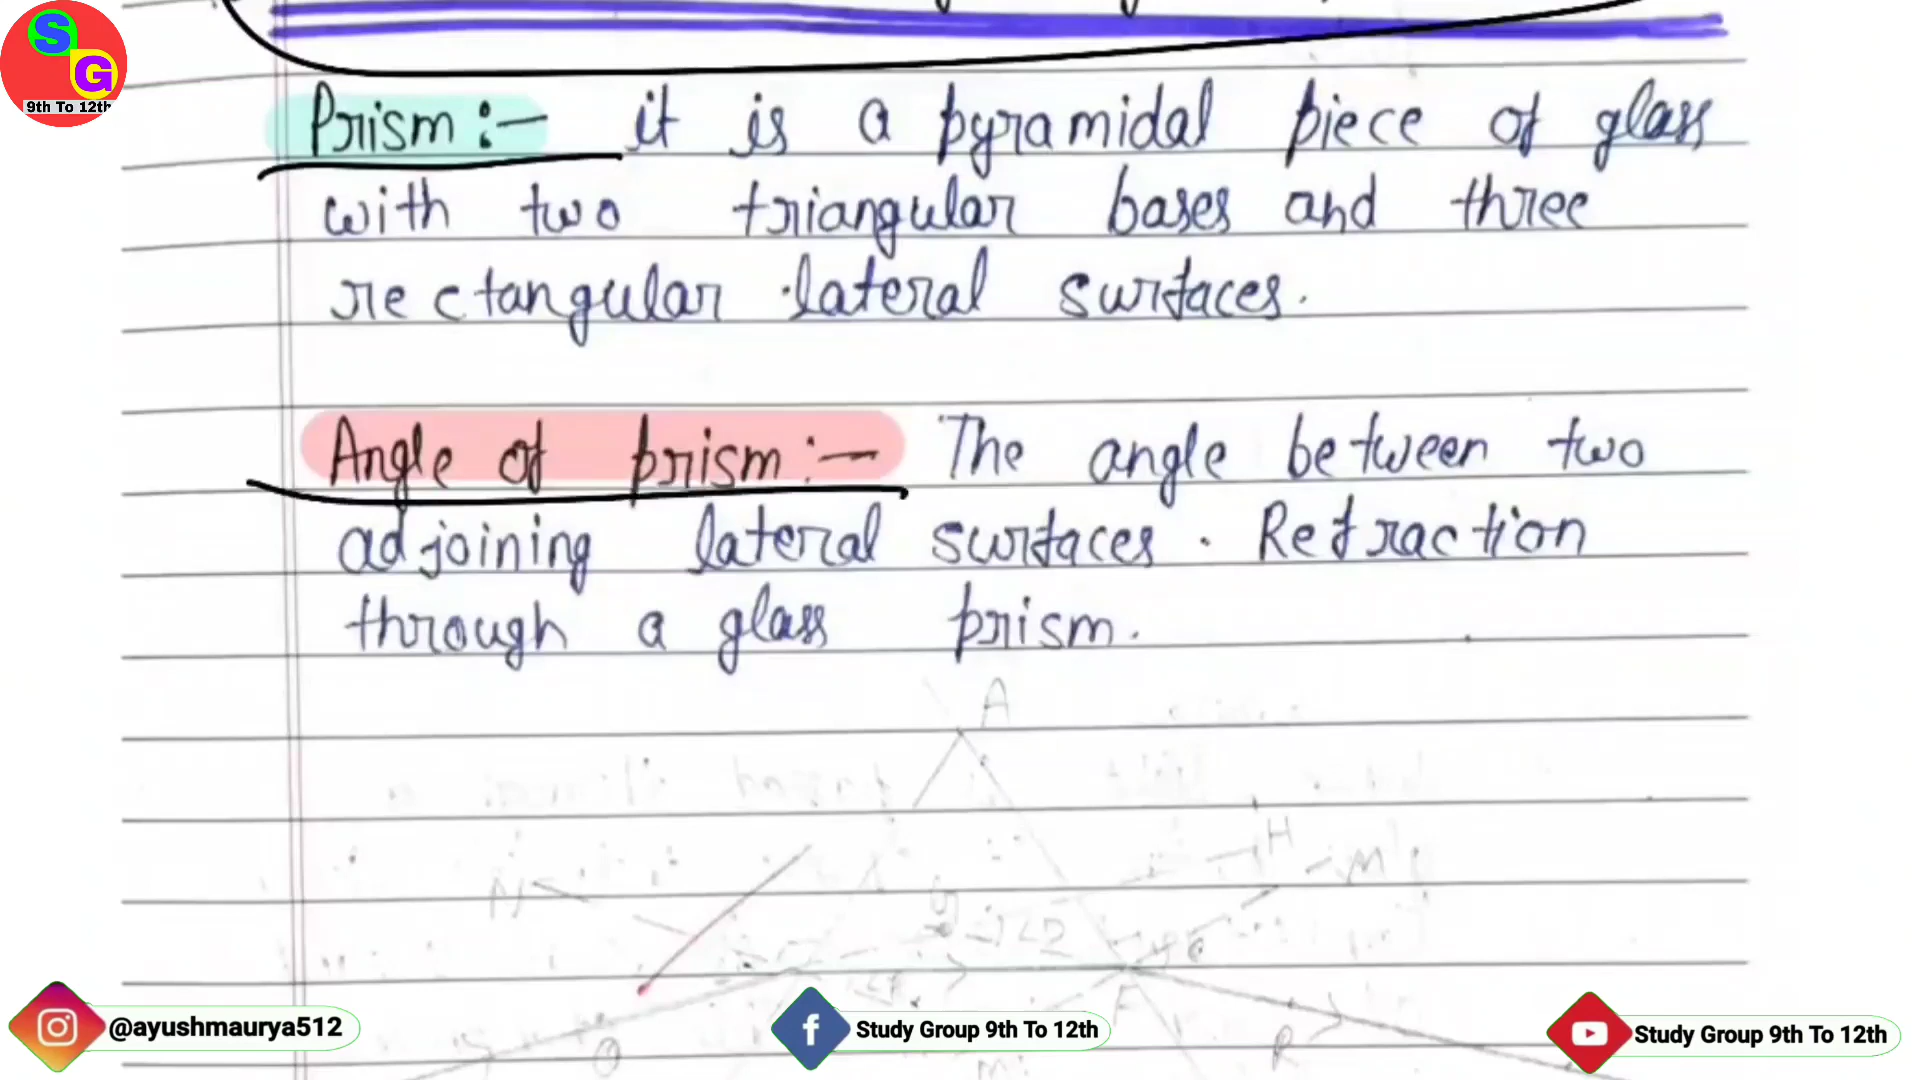 S
G
9th To 12th
Prism :- it is a pyramidal piece of glass
with two triangular bases and three
rectangular lateral surfaces.
Angle of prism :- The angle between two
adjoining lateral surfaces. Refraction
through a glass prism.
A
H
M
N
<D
F
Q
R
@ayushmaurya512
Study Group 9th To 12th
Study Group 9th To 12th